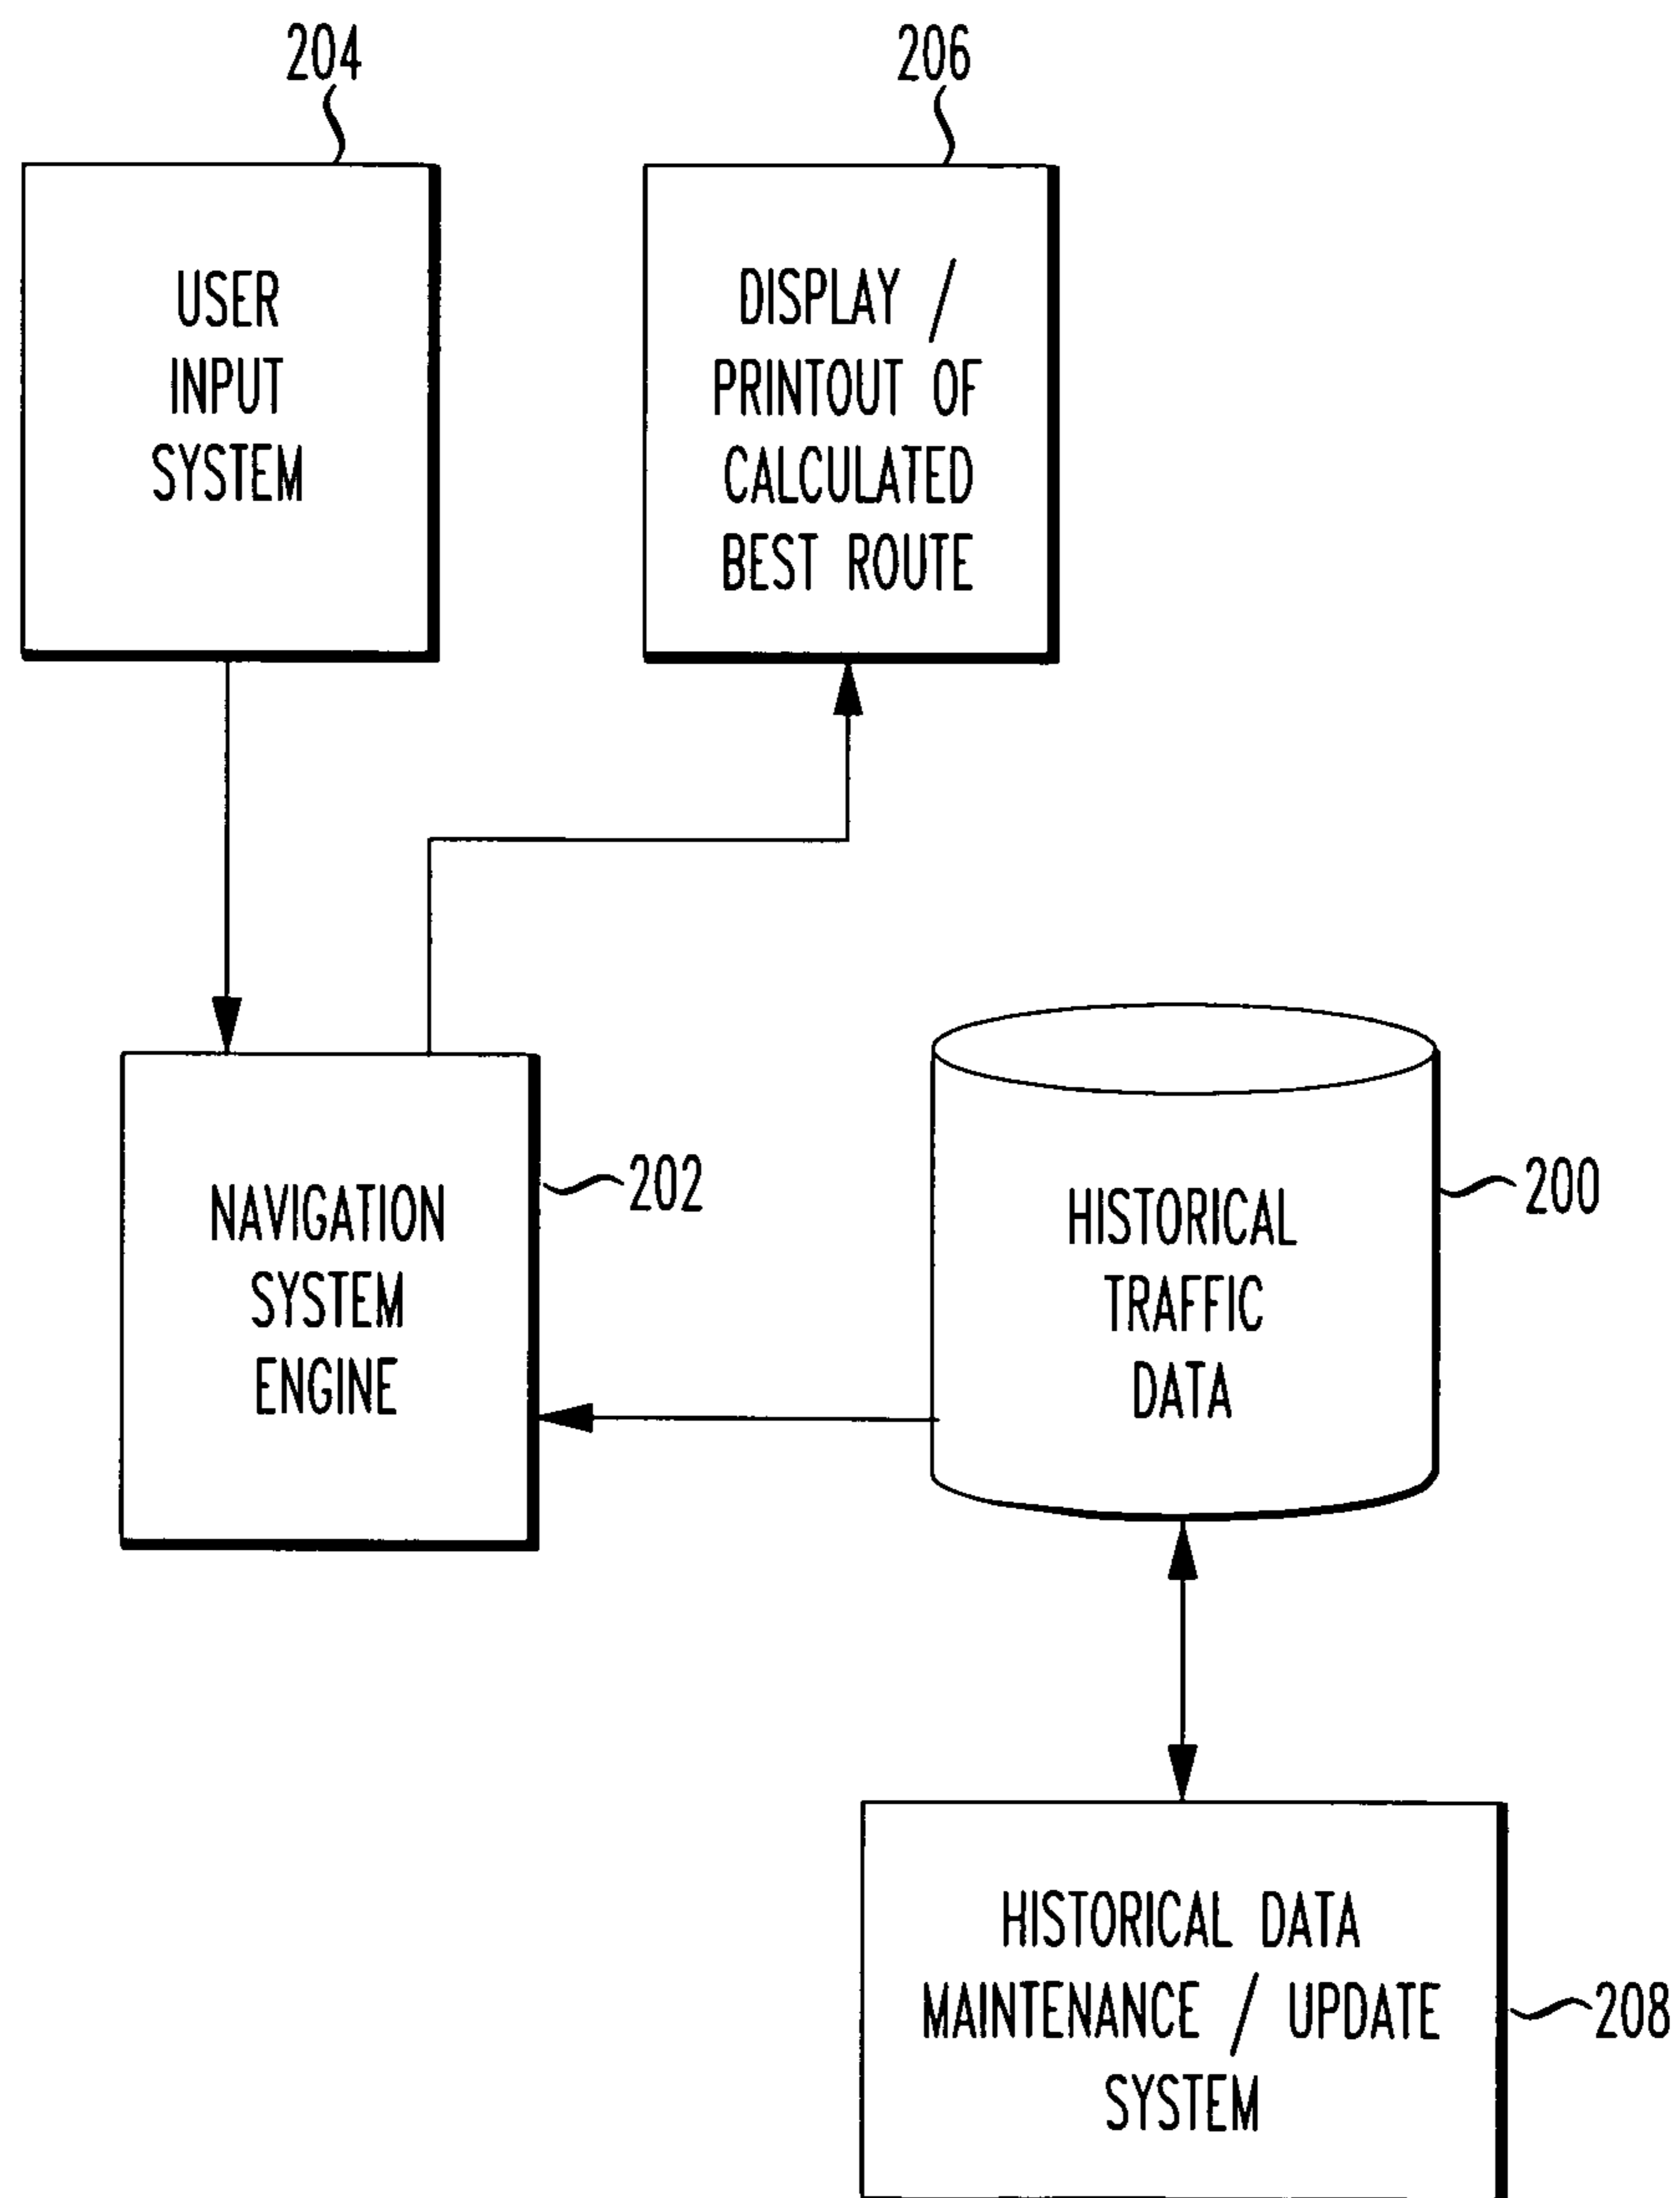 204
206
USER
INPUT
SYSTEM
DISPLAY /
PRINTOUT OF
CALCULATED
BEST ROUTE
NAVIGATION
SYSTEM
ENGINE
202
HISTORICAL
TRAFFIC
DATA
200
HISTORICAL DATA
MAINTENANCE / UPDATE
SYSTEM
208